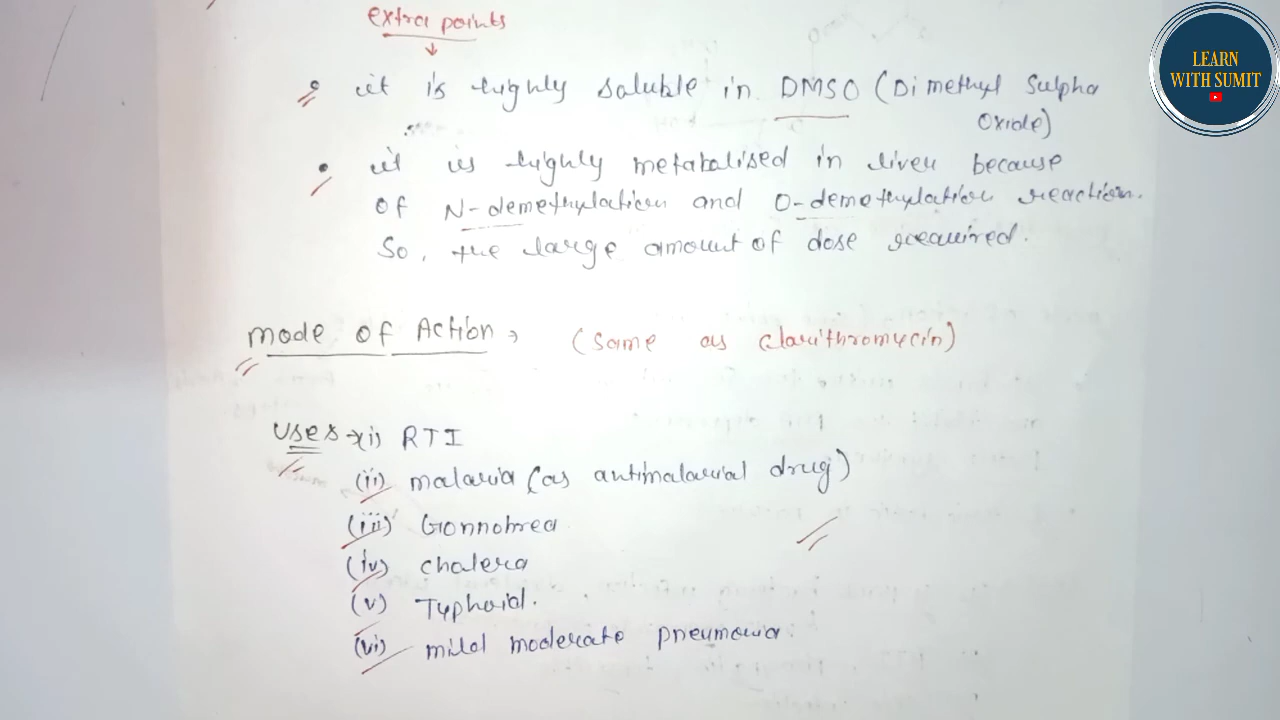 extra points
it is highly soluble in DMSO (Dimethyl Sulpha
Oxide)
it is highly metabolised in liver because
of N-demethylation and O-demethylation reaction.
So, the large amount of dose reequired.
Mode of Action → (Same as clarithromycin)
Uses → (i) RTI
(ii) malaria (as antimalarial drug)
(iii) Gonnohrea
(iv) chalera
(v) Typhoid.
(vi) mild moderate pneumonia.
LEARN
WITH SUMIT